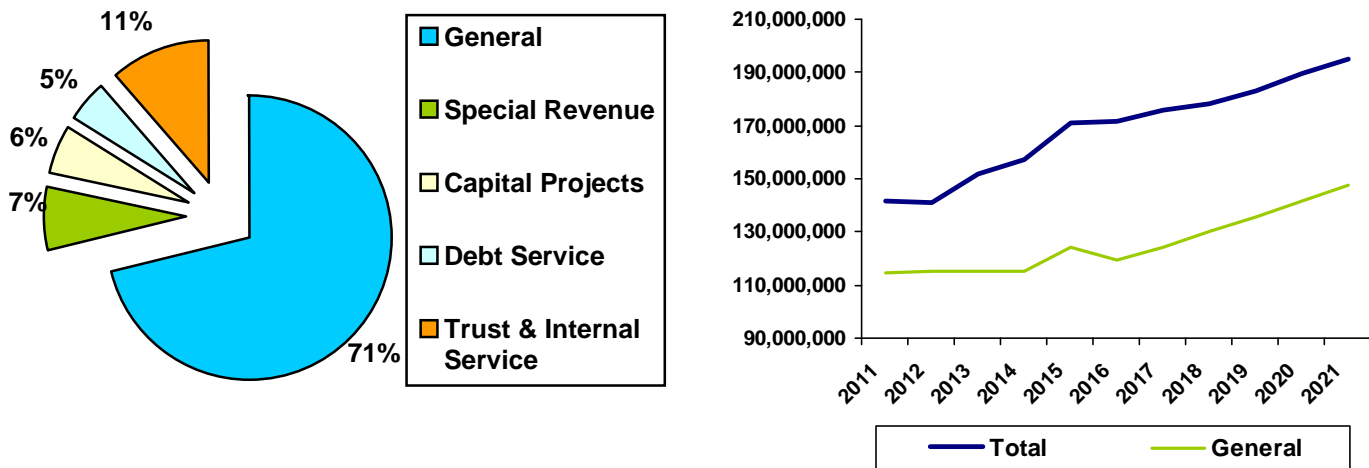 11%
5%
6%
7%
71%
General
Special Revenue
Capital Projects
Debt Service
Trust & Internal
Service
210,000,000
190,000,000
170,000,000
150,000,000
130,000,000
110,000,000
90,000,000
2011
2012
2013
2014
2015
2016
2017
2018
2019
2020
2021
Total
General